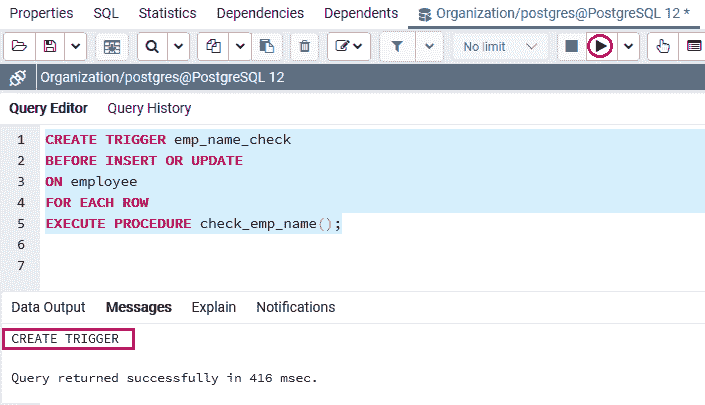 Properties SQL Statistics Dependencies Dependents Organization/postgres@PostgreSQL 12 *
No limit
Organization/postgres@PostgreSQL 12
Query Editor Query History
1 CREATE TRIGGER emp_name_check
2 BEFORE INSERT OR UPDATE
3 ON employee
4 FOR EACH ROW
5 EXECUTE PROCEDURE check_emp_name();
6
7
Data Output Messages Explain Notifications
CREATE TRIGGER
Query returned successfully in 416 msec.